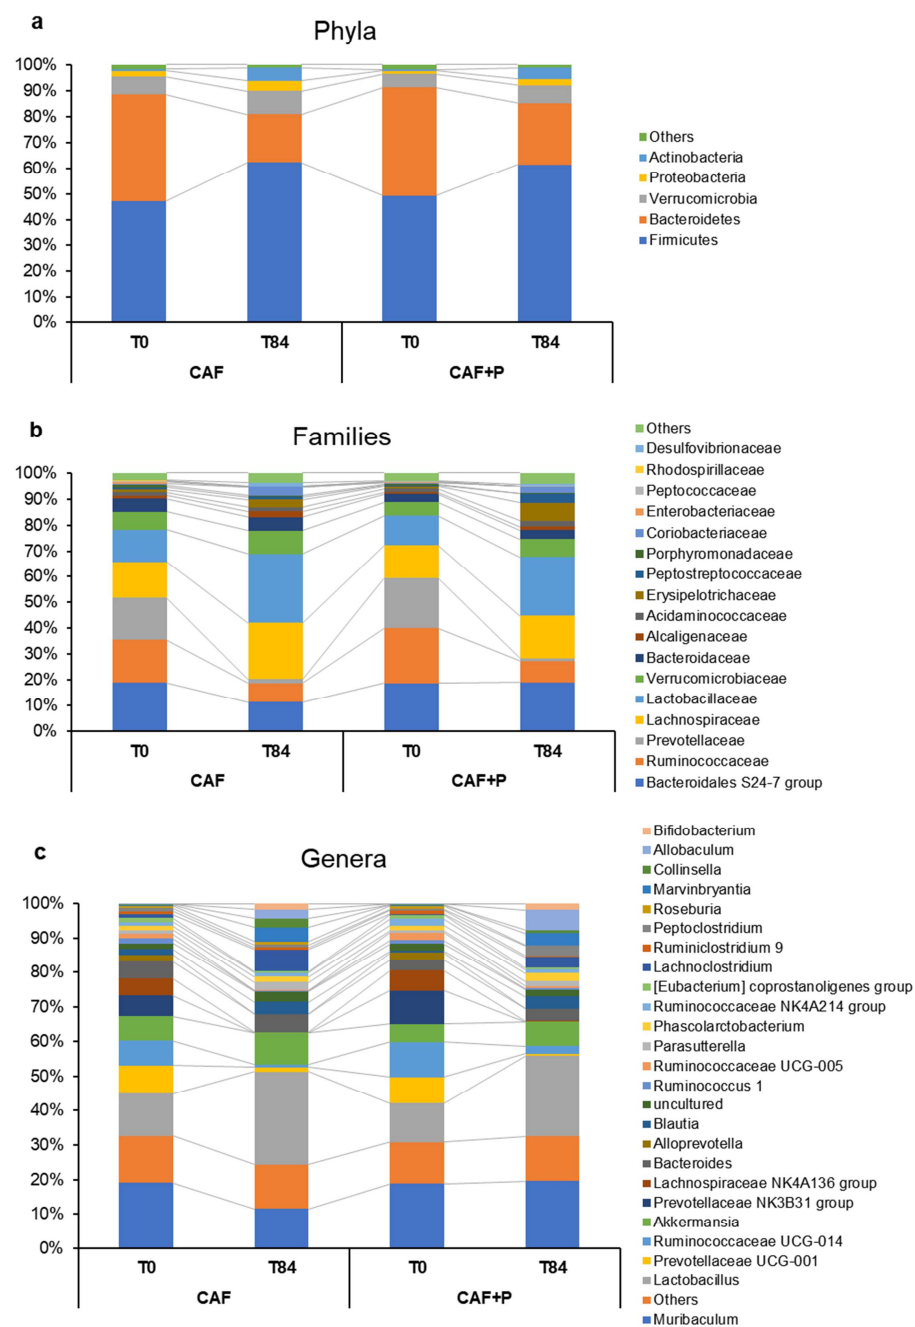 a
Phyla
100%
90%
80%
70%
60%
50%
40%
30%
20%
10%
0%
T0
T84
T0
T84
CAF
CAF+P
Others
Actinobacteria
Proteobacteria
Verrucomicrobia
Bacteroidetes
Firmicutes
b
Families
100%
90%
80%
70%
60%
50%
40%
30%
20%
10%
0%
T0
T84
T0
T84
CAF
CAF+P
Others
Desulfovibrionaceae
Rhodospirillaceae
Peptococcaceae
Enterobacteriaceae
Coriobacteriaceae
Porphyromonadaceae
Peptostreptococcaceae
Erysipelotrichaceae
Acidaminococcaceae
Alcaligenaceae
Bacteroidaceae
Verrucomicrobiaceae
Lactobacillaceae
Lachnospiraceae
Prevotellaceae
Ruminococcaceae
Bacteroidales S24-7 group
c
Genera
100%
90%
80%
70%
60%
50%
40%
30%
20%
10%
0%
T0
T84
T0
T84
CAF
CAF+P
Bifidobacterium
Allobaculum
Collinsella
Marvinbryantia
Roseburia
Peptoclostridium
Ruminiclostridium 9
Lachnoclostridium
[Eubacterium] coprostanoligenes group
Ruminococcaceae NK4A214 group
Phascolarctobacterium
Parasutterella
Ruminococcaceae UCG-005
Ruminococcus 1
uncultured
Blautia
Alloprevotella
Bacteroides
Lachnospiraceae NK4A136 group
Prevotellaceae NK3B31 group
Akkermansia
Ruminococcaceae UCG-014
Prevotellaceae UCG-001
Lactobacillus
Others
Muribaculum